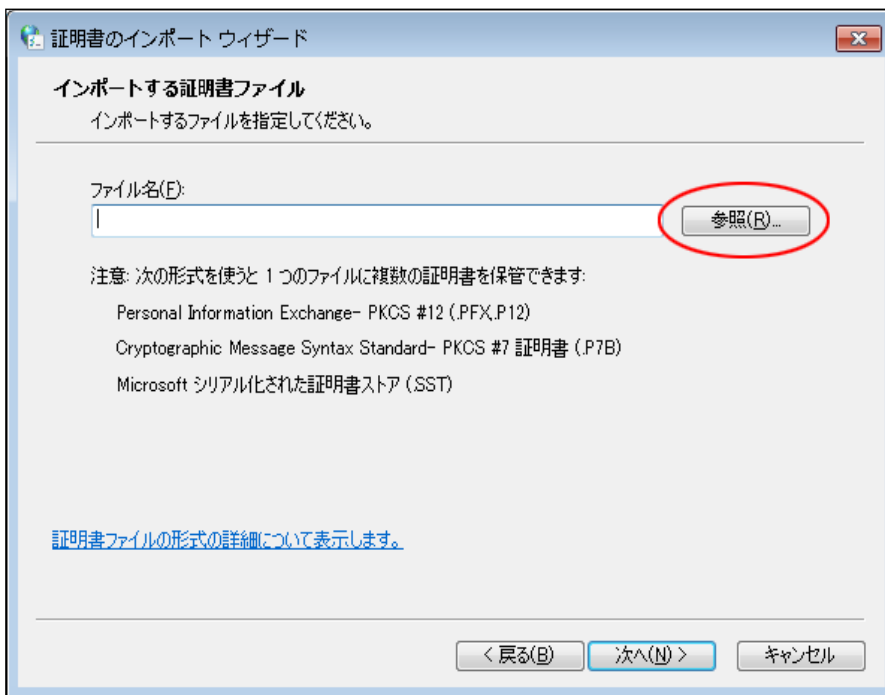 証明書のインポート ウィザード
インポートする証明書ファイル
インポートするファイルを指定してください。
ファイル名(F):
参照(R)...
注意: 次の形式を使うと 1 つのファイルに複数の証明書を保管できます:
Personal Information Exchange- PKCS #12 (.PFX,.P12)
Cryptographic Message Syntax Standard- PKCS #7 証明書 (.P7B)
Microsoft シリアル化された証明書ストア (.SST)
証明書ファイルの形式の詳細について表示します。
< 戻る(B) 次へ(N) > キャンセル